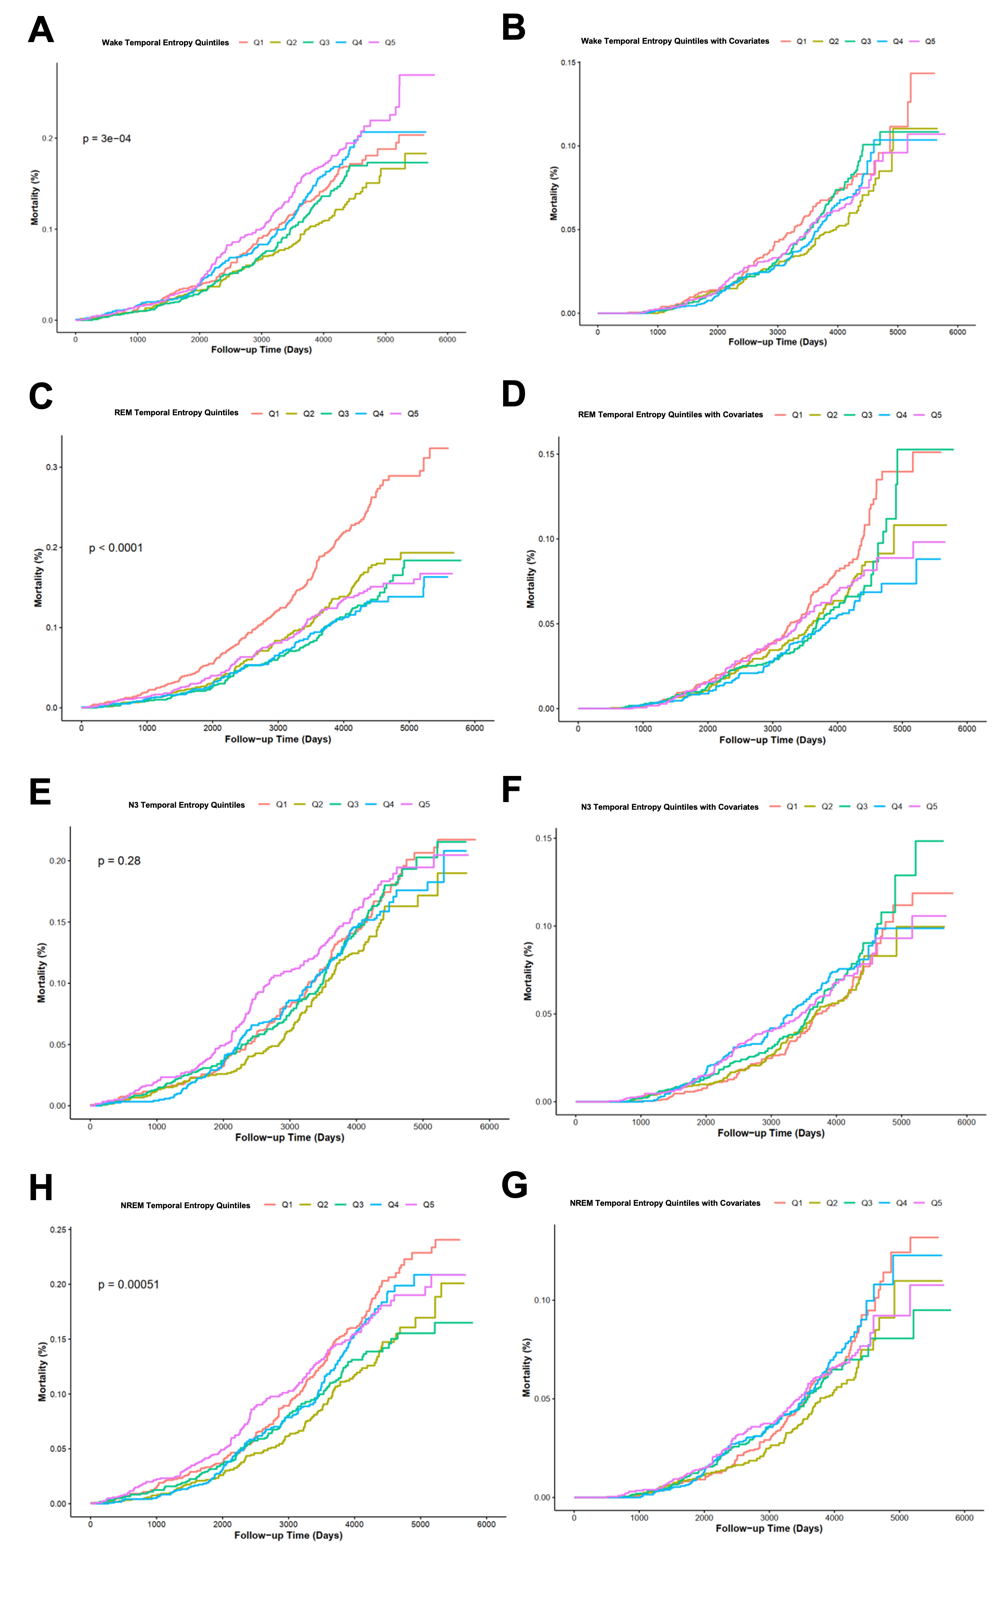 A
Wake Temporal Entropy Quintiles Q1 Q2 Q3 Q4 Q5
p = 3e−04
Mortality (%)
0.2
0.1
0.0
0 1000 2000 3000 4000 5000 6000
Follow−up Time (Days)
B
Wake Temporal Entropy Quintiles with Covariates Q1 Q2 Q3 Q4 Q5
Mortality (%)
0.15
0.10
0.05
0.00
0 1000 2000 3000 4000 5000 6000
Follow−up Time (Days)
C
REM Temporal Entropy Quintiles Q1 Q2 Q3 Q4 Q5
p < 0.0001
Mortality (%)
0.3
0.2
0.1
0.0
0 1000 2000 3000 4000 5000 6000
Follow−up Time (Days)
D
REM Temporal Entropy Quintiles with Covariates Q1 Q2 Q3 Q4 Q5
Mortality (%)
0.15
0.10
0.05
0.00
0 1000 2000 3000 4000 5000 6000
Follow−up Time (Days)
E
N3 Temporal Entropy Quintiles Q1 Q2 Q3 Q4 Q5
p = 0.28
Mortality (%)
0.20
0.15
0.10
0.05
0.00
0 1000 2000 3000 4000 5000 6000
Follow−up Time (Days)
F
N3 Temporal Entropy Quintiles with Covariates Q1 Q2 Q3 Q4 Q5
Mortality (%)
0.15
0.10
0.05
0.00
0 1000 2000 3000 4000 5000 6000
Follow−up Time (Days)
H
NREM Temporal Entropy Quintiles Q1 Q2 Q3 Q4 Q5
p = 0.00051
Mortality (%)
0.25
0.20
0.15
0.10
0.05
0.00
0 1000 2000 3000 4000 5000 6000
Follow−up Time (Days)
G
NREM Temporal Entropy Quintiles with Covariates Q1 Q2 Q3 Q4 Q5
Mortality (%)
0.10
0.05
0.00
0 1000 2000 3000 4000 5000 6000
Follow−up Time (Days)